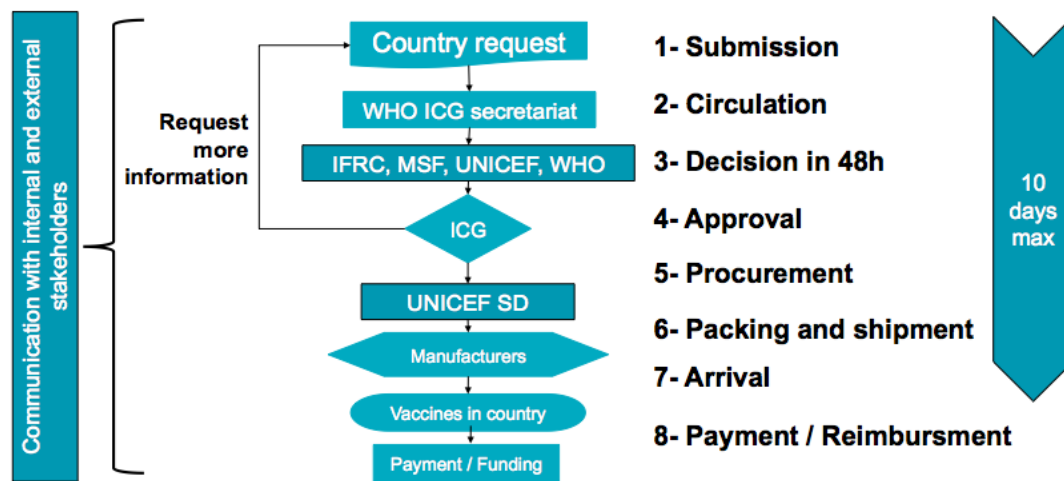 Communication with internal and external
stakeholders
Request
more
information
Country request
WHO ICG secretariat
IFRC, MSF, UNICEF, WHO
ICG
UNICEF SD
Manufacturers
Vaccines in country
Payment / Funding
1- Submission
2- Circulation
3- Decision in 48h
4- Approval
5- Procurement
6- Packing and shipment
7- Arrival
8- Payment / Reimbursment
10
days
max